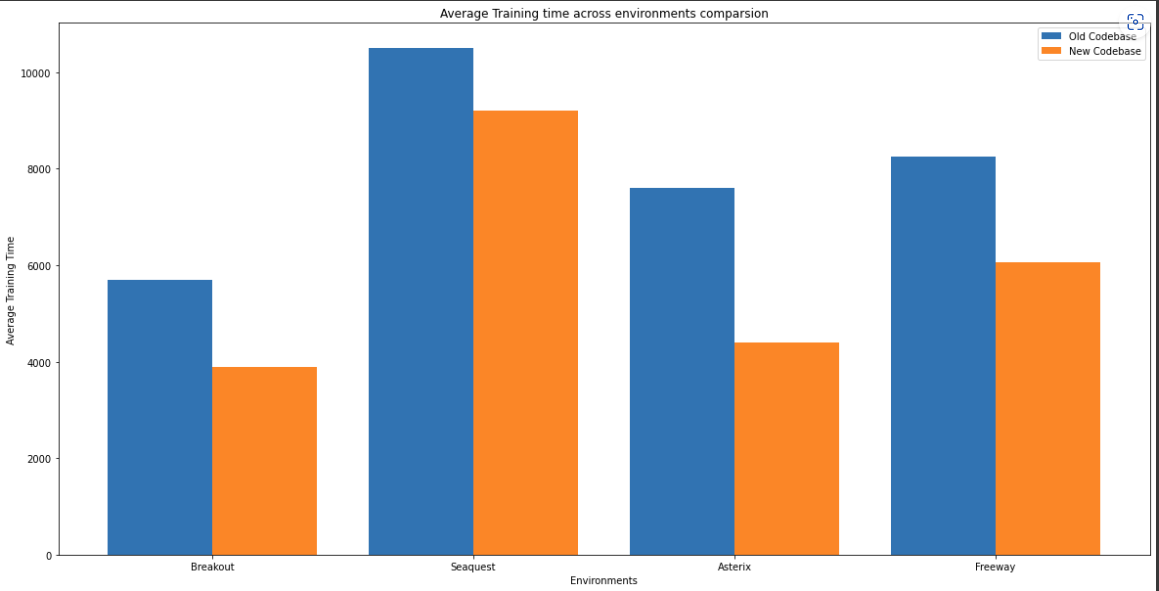 Average Training time across environments comparsion
Old Codebase
New Codebase
10000
8000
6000
4000
2000
0
Average Training Time
Breakout
Seaquest
Asterix
Freeway
Environments